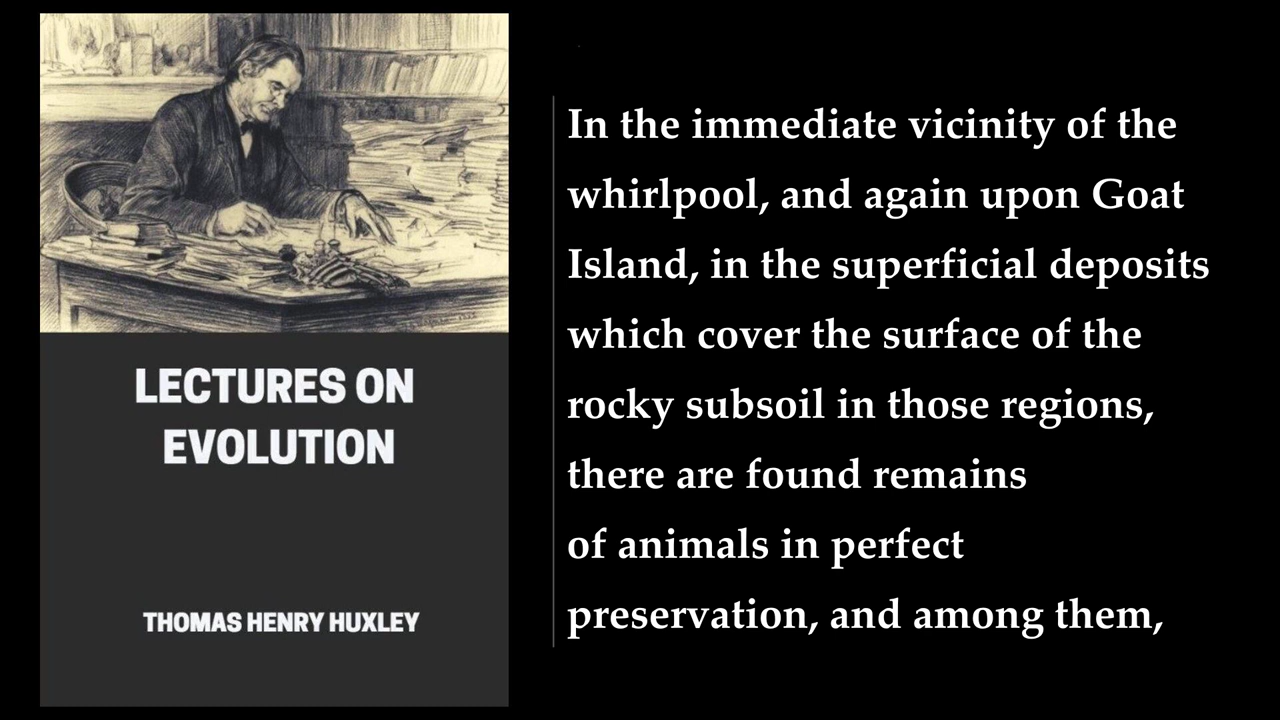 LECTURES ON
EVOLUTION
THOMAS HENRY HUXLEY
In the immediate vicinity of the
whirlpool, and again upon Goat
Island, in the superficial deposits
which cover the surface of the
rocky subsoil in those regions,
there are found remains
of animals in perfect
preservation, and among them,